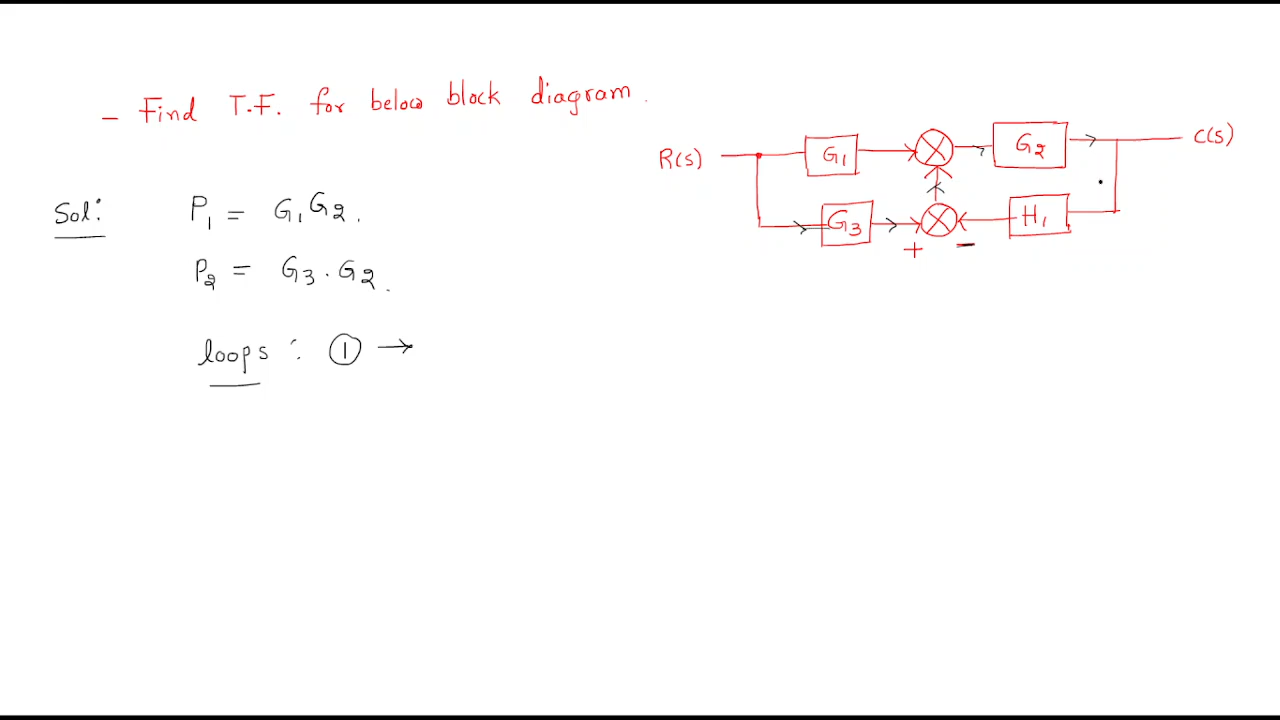 - Find T.F. for below block diagram.
R(s) G1 G2 C(s)
G3 H1
+ -
Sol: P1 = G1G2.
P2 = G3.G2.
loops: ① →